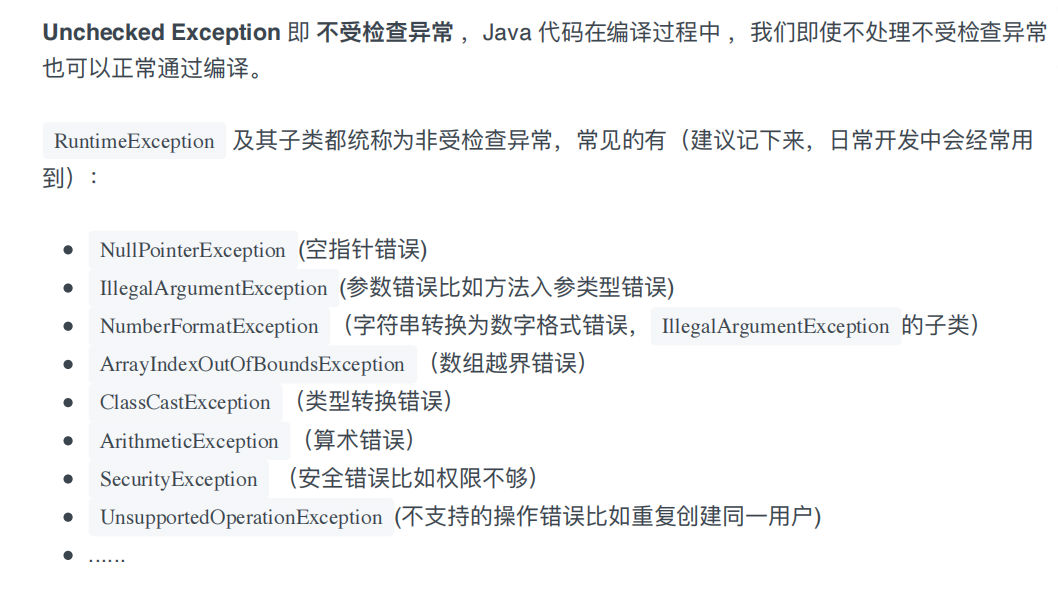 Unchecked Exception 即 不受检查异常 ，Java 代码在编译过程中 ，我们即使不处理不受检查异常
也可以正常通过编译。
RuntimeException 及其子类都统称为非受检查异常，常见的有（建议记下来，日常开发中会经常用
到）：
• NullPointerException (空指针错误)
• IllegalArgumentException (参数错误比如方法入参类型错误)
• NumberFormatException （字符串转换为数字格式错误，IllegalArgumentException 的子类）
• ArrayIndexOutOfBoundsException （数组越界错误）
• ClassCastException （类型转换错误）
• ArithmeticException （算术错误）
• SecurityException （安全错误比如权限不够）
• UnsupportedOperationException (不支持的操作错误比如重复创建同一用户)
• ......